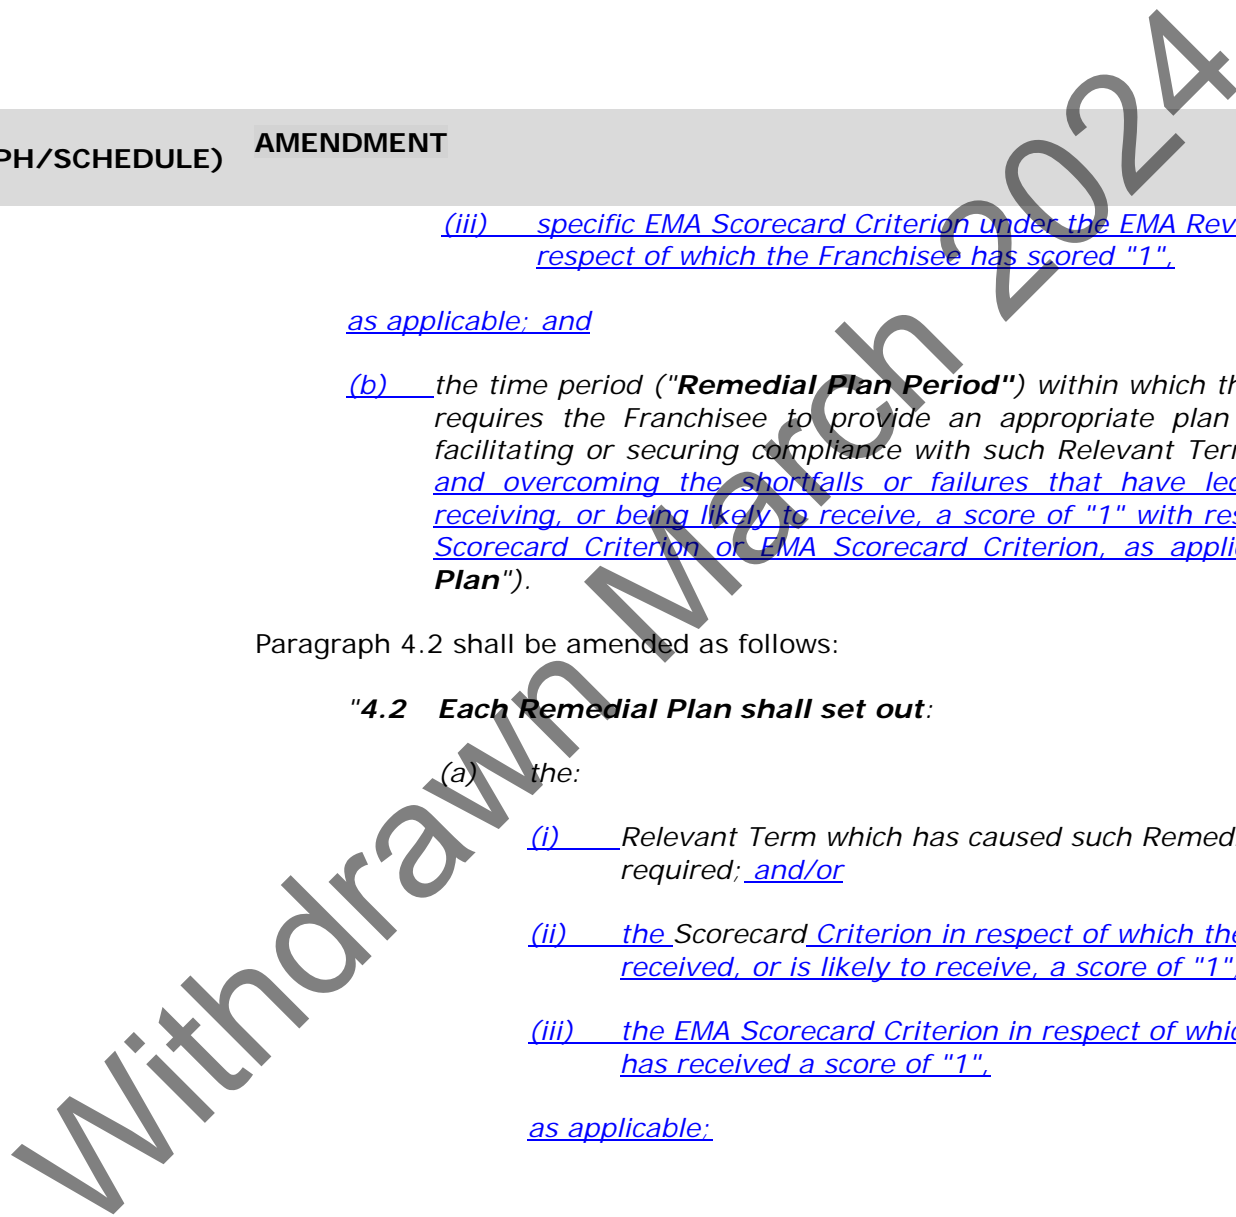 PH/SCHEDULE) AMENDMENT
(iii) specific EMA Scorecard Criterion under the EMA Rev
respect of which the Franchisee has scored "1",
as applicable; and
(b) the time period ("Remedial Plan Period") within which th
requires the Franchisee to provide an appropriate plan
facilitating or securing compliance with such Relevant Ter
and overcoming the shortfalls or failures that have led
receiving, or being likely to receive, a score of "1" with res
Scorecard Criterion or EMA Scorecard Criterion, as appli
Plan").
Paragraph 4.2 shall be amended as follows:
"4.2 Each Remedial Plan shall set out:
(a) the:
(i) Relevant Term which has caused such Remed
required; and/or
(ii) the Scorecard Criterion in respect of which the
received, or is likely to receive, a score of "1"
(iii) the EMA Scorecard Criterion in respect of whic
has received a score of "1",
as applicable;
Withdrawn March 2024